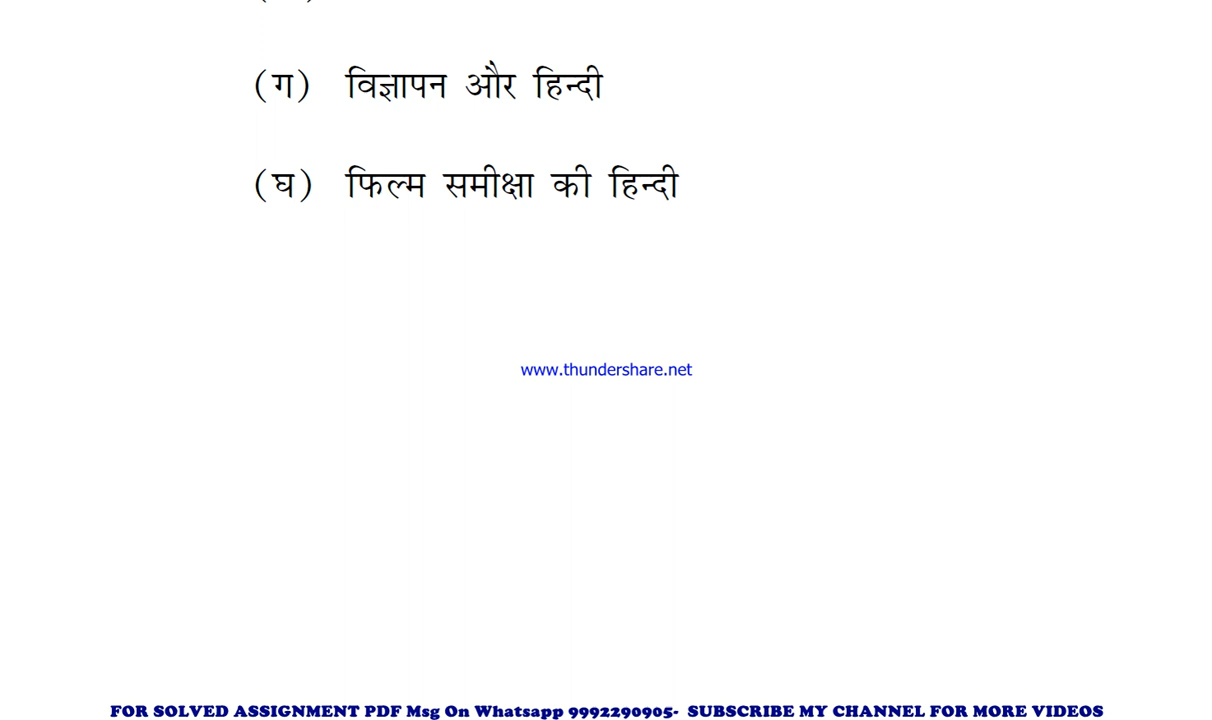 (ग) विज्ञापन और हिन्दी
(घ) फिल्म समीक्षा की हिन्दी
www.thundershare.net
FOR SOLVED ASSIGNMENT PDF Msg On Whatsapp 9992290905- SUBSCRIBE MY CHANNEL FOR MORE VIDEOS